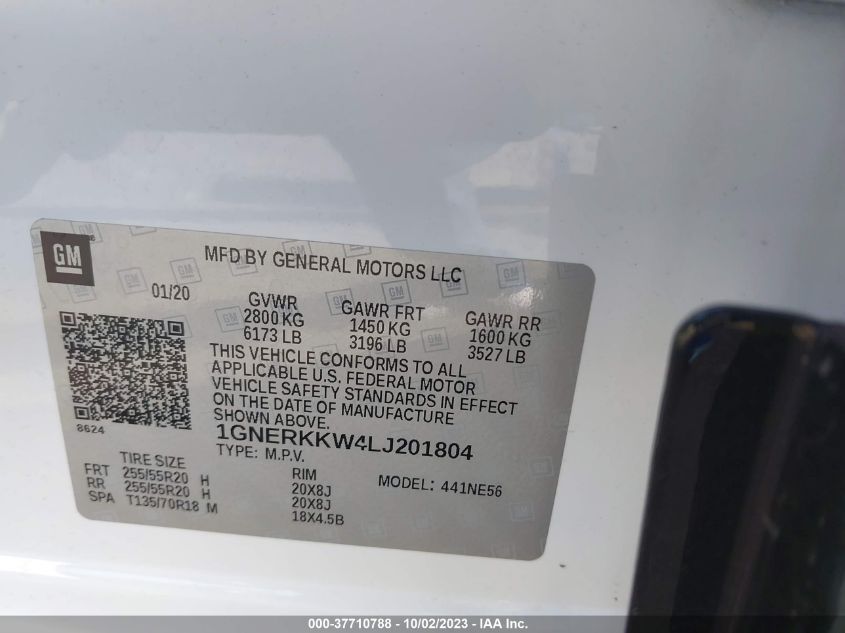 GM
MFD BY GENERAL MOTORS LLC
01/20
GVWR
2800 KG
6173 LB
GAWR FRT
1450 KG
3196 LB
GAWR RR
1600 KG
3527 LB
THIS VEHICLE CONFORMS TO ALL
APPLICABLE U.S. FEDERAL MOTOR
VEHICLE SAFETY STANDARDS IN EFFECT
ON THE DATE OF MANUFACTURE
SHOWN ABOVE.
8624
1GNERKKW4LJ201804
TYPE: M.P.V.
TIRE SIZE
RIM
MODEL: 441NE56
FRT 255/55R20 H 20X8J
RR 255/55R20 H 20X8J
SPA T135/70R18 M 18X4.5B
000-37710788 - 10/02/2023 - IAA Inc.